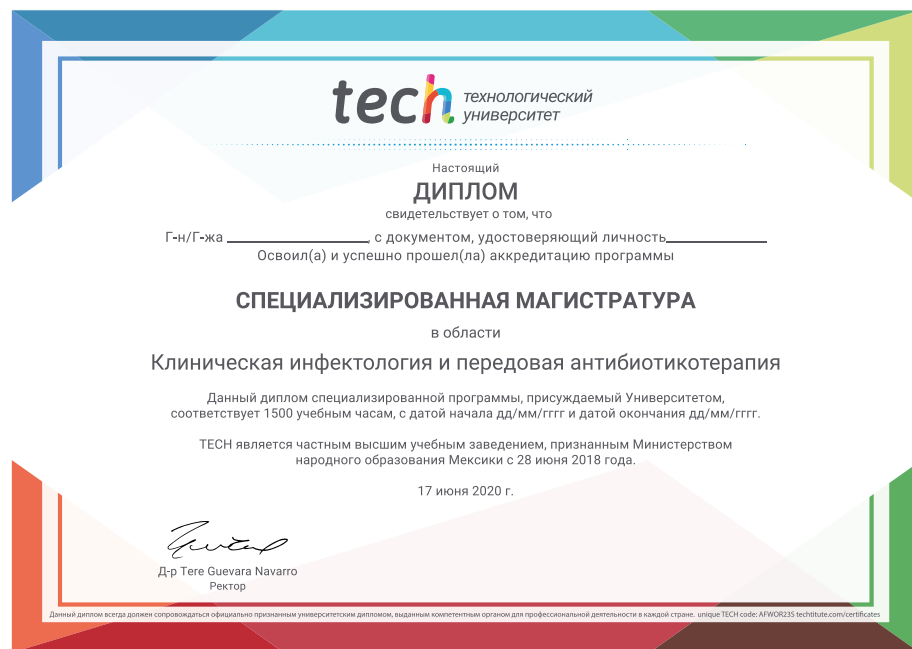 tech технологический
университет
Настоящий
ДИПЛОМ
свидетельствует о том, что
Г-н/Г-жа ____________, с документом, удостоверяющий личность____________
Освоил(а) и успешно прошел(ла) аккредитацию программы
СПЕЦИАЛИЗИРОВАННАЯ МАГИСТРАТУРА
в области
Клиническая инфектология и передовая антибиотикотерапия
Данный диплом специализированной программы, присуждаемый Университетом,
соответствует 1500 учебным часам, с датой начала дд/мм/гггг и датой окончания дд/мм/гггг.
TECH является частным высшим учебным заведением, признанным Министерством
народного образования Мексики с 28 июня 2018 года.
17 июня 2020 г.
Д-р Tere Guevara Navarro
Ректор
Данный диплом всегда должен сопровождаться официально признанным университетским дипломом, выданным компетентным органом для профессиональной деятельности в каждой стране. unique TECH code: AFWOR23S techtitute.com/certificates